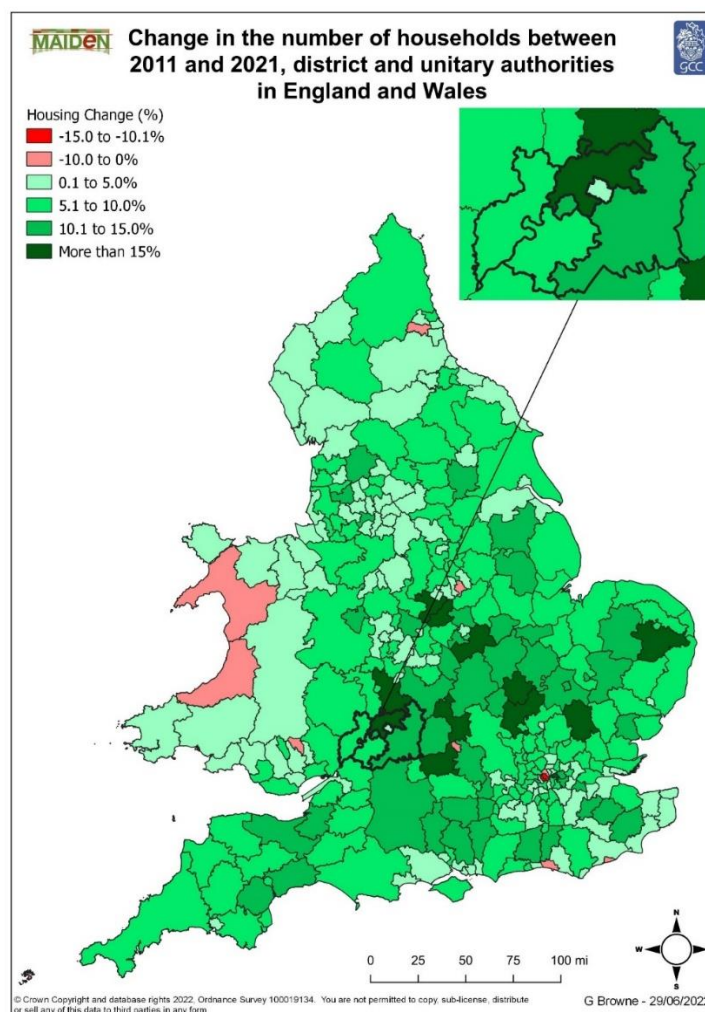 MAIDeN
Change in the number of households between
2011 and 2021, district and unitary authorities
in England and Wales
GCC
Housing Change (%)
-15.0 to -10.1%
-10.0 to 0%
0.1 to 5.0%
5.1 to 10.0%
10.1 to 15.0%
More than 15%
N
W
E
S
0 25 50 75 100 mi
© Crown Copyright and database rights 2022, Ordnance Survey 100019134. You are not permitted to copy, sub-license, distribute
or sell any of this data to third parties in any form
G Browne - 29/06/2022